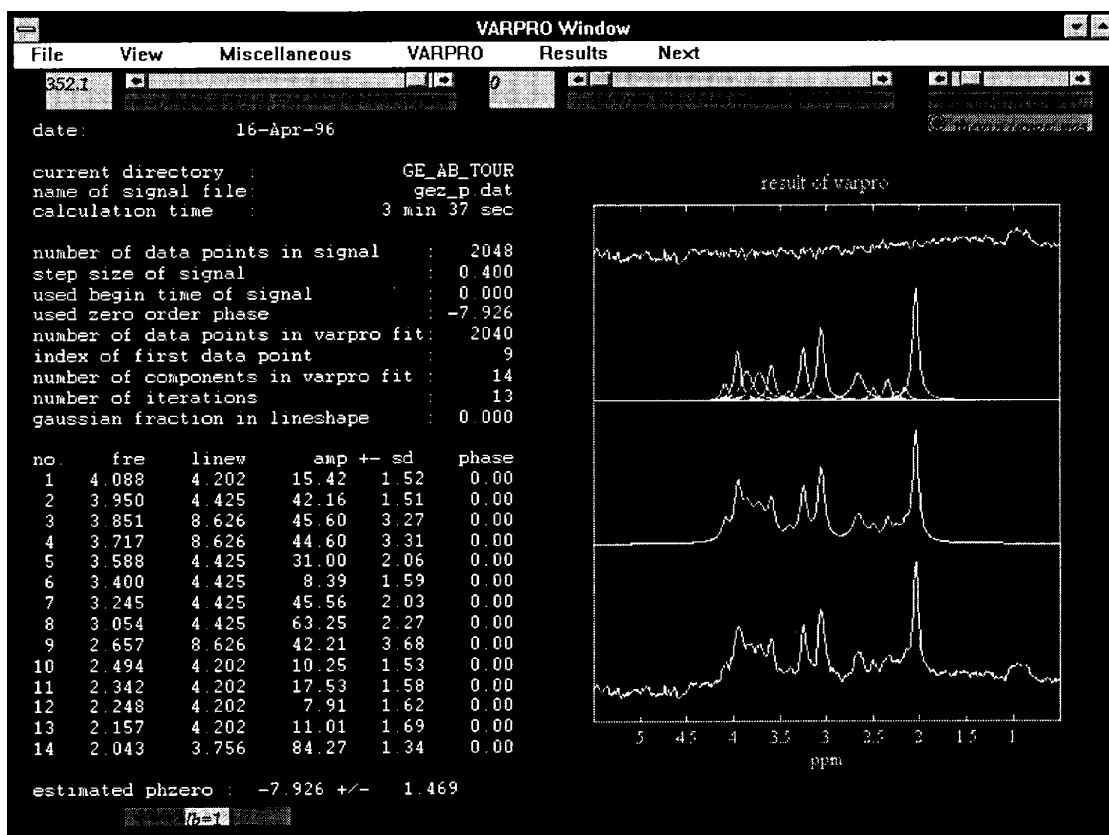 VARPRO Window
File View Miscellaneous VARPRO Results Next
352.1 0
date: 16-Apr-96
current directory : GE_AB_TOUR
name of signal file: gez_p.dat
calculation time : 3 min 37 sec
number of data points in signal : 2048
step size of signal : 0.400
used begin time of signal : 0.000
used zero order phase : -7.926
number of data points in varpro fit: 2040
index of first data point : 9
number of components in varpro fit : 14
number of iterations : 13
gaussian fraction in lineshape : 0.000
no. fre linew amp +- sd phase
1 4.088 4.202 15.42 1.52 0.00
2 3.950 4.425 42.16 1.51 0.00
3 3.851 8.626 45.60 3.27 0.00
4 3.717 8.626 44.60 3.31 0.00
5 3.588 4.425 31.00 2.06 0.00
6 3.400 4.425 8.39 1.59 0.00
7 3.245 4.425 45.56 2.03 0.00
8 3.054 4.425 63.25 2.27 0.00
9 2.657 8.626 42.21 3.68 0.00
10 2.494 4.202 10.25 1.53 0.00
11 2.342 4.202 17.53 1.58 0.00
12 2.248 4.202 7.91 1.62 0.00
13 2.157 4.202 11.01 1.69 0.00
14 2.043 3.756 84.27 1.34 0.00
estimated phzero : -7.926 +/- 1.469
lb=1
result of varpro
5 4.5 4 3.5 3 2.5 2 1.5 1
ppm